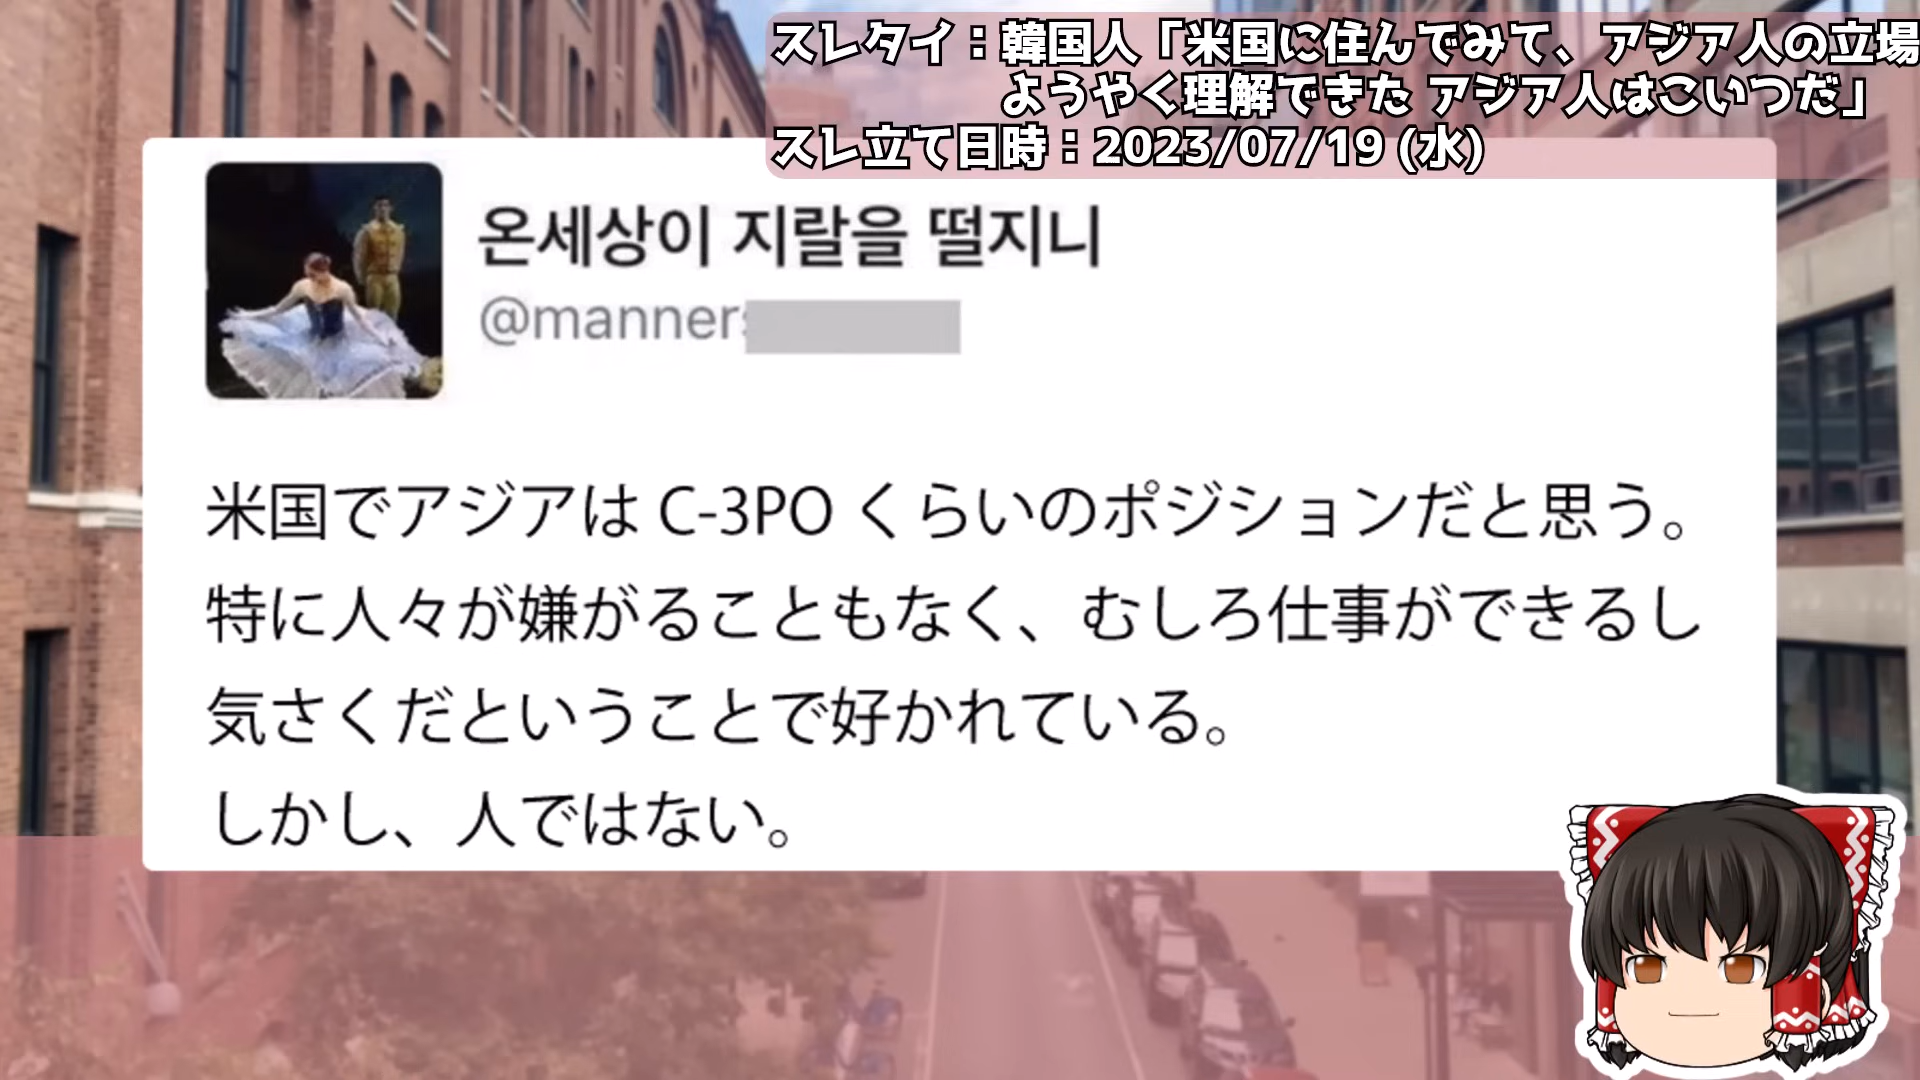 スレタイ：韓国人「米国に住んでみて、アジア人の立場
ようやく理解できた アジア人はこいつだ」
スレ立て日時：2023/07/19 (水)
온세상이 지랄을 떨지니
@manner
米国でアジアは C-3PO くらいのポジションだと思う。
特に人々が嫌がることもなく、むしろ仕事ができるし
気さくだということで好かれている。
しかし、人ではない。